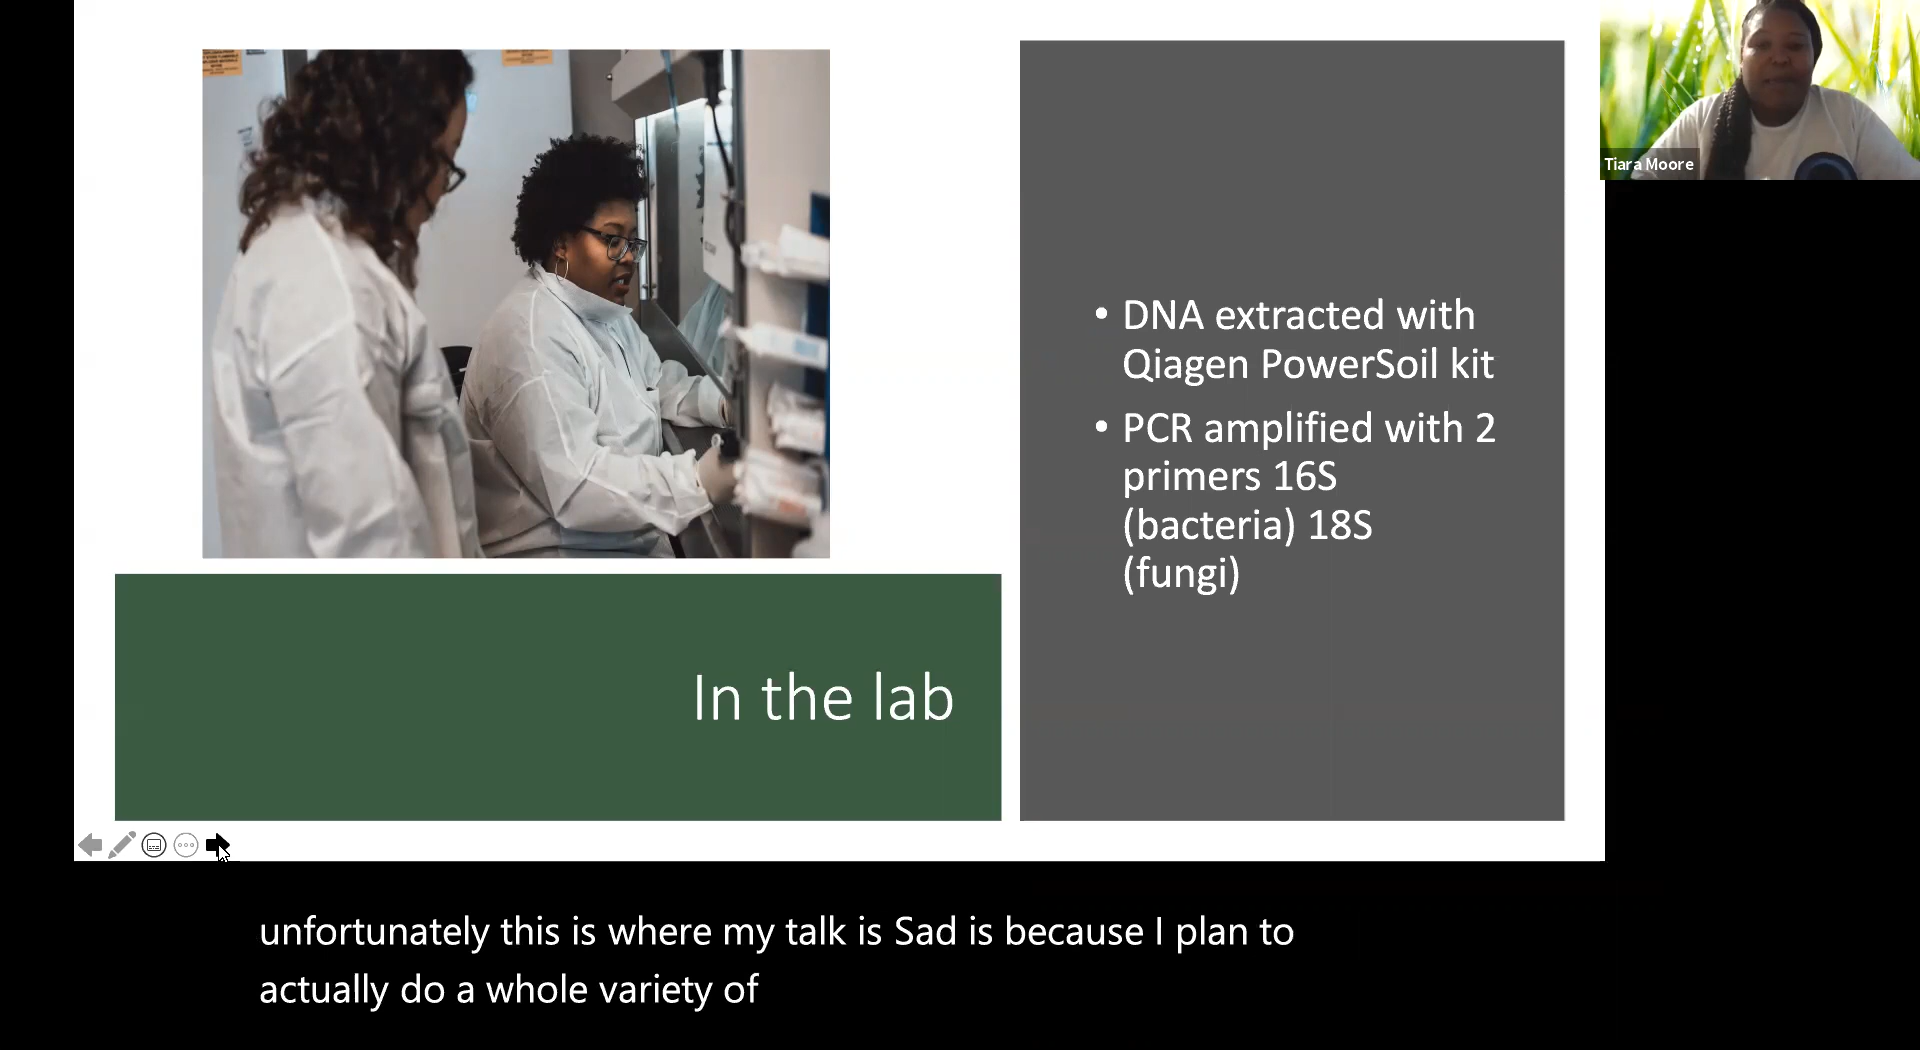 Tiara Moore
• DNA extracted with
Qiagen PowerSoil kit
• PCR amplified with 2
primers 16S
(bacteria) 18S
(fungi)
In the lab
unfortunately this is where my talk is Sad is because I plan to
actually do a whole variety of